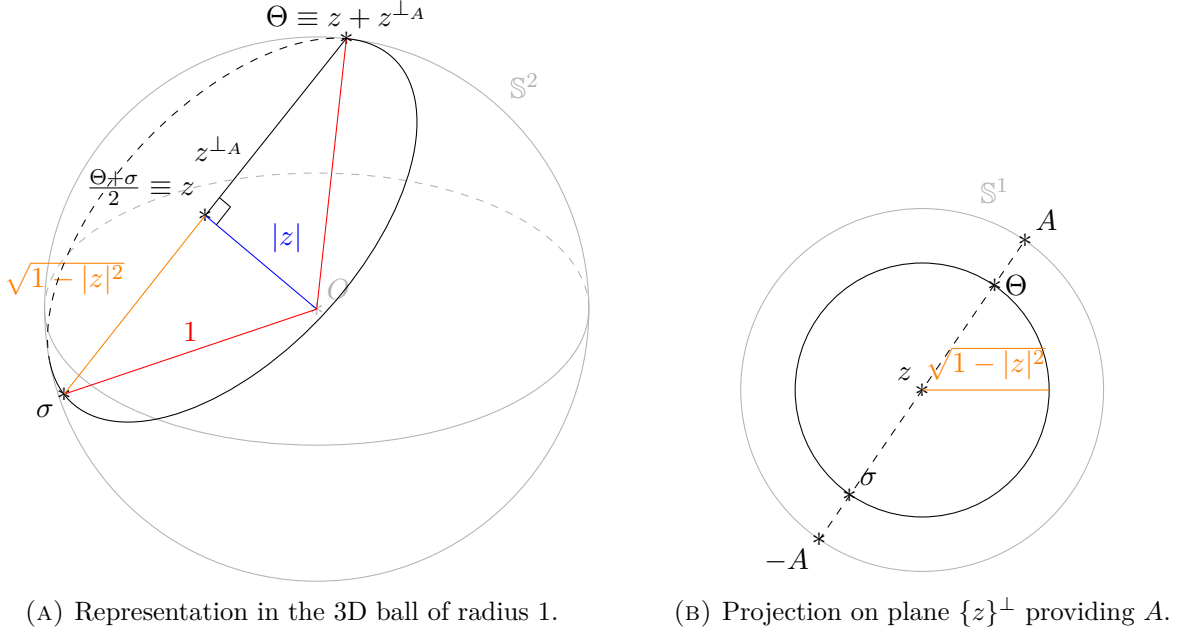 Θ ≡ z + z^{⊥_A}
𝕊²
z^{⊥_A}
\frac{Θ+σ}{2} ≡ z
|z|
√(1 − |z|²)
O
1
σ
(A) Representation in the 3D ball of radius 1.
𝕊¹
A
Θ
√(1 − |z|²)
z
σ
−A
(B) Projection on plane {z}^⊥ providing A.